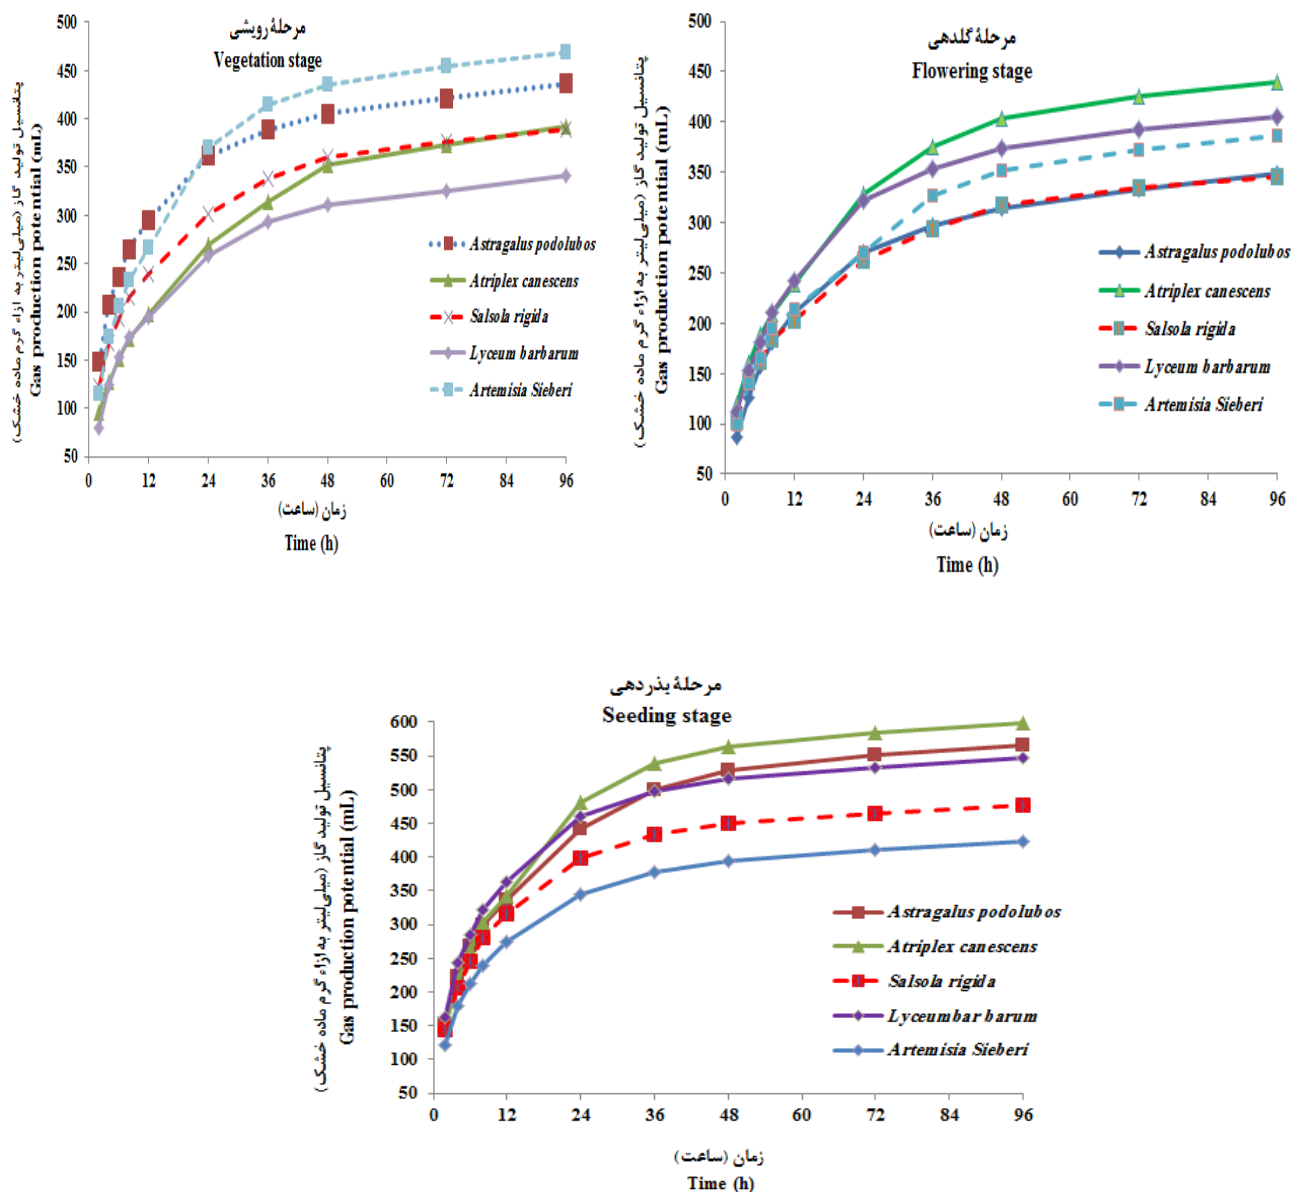 مرحلۀ رویشی
Vegetation stage
پتانسیل تولید گاز (میلی‌لیتر به ازاء گرم ماده خشک)
Gas production potential (mL)
500
450
400
350
300
250
200
150
100
50
Astragalus podolubos
Atriplex canescens
Salsola rigida
Lyceum barbarum
Artemisia Sieberi
0 12 24 36 48 60 72 84 96
زمان (ساعت)
Time (h)
مرحلۀ گلدهی
Flowering stage
پتانسیل تولید گاز (میلی‌لیتر به ازاء گرم ماده خشک)
Gas production potential (mL)
500
450
400
350
300
250
200
150
100
50
Astragalus podolubos
Atriplex canescens
Salsola rigida
Lyceum barbarum
Artemisia Sieberi
0 12 24 36 48 60 72 84 96
زمان (ساعت)
Time (h)
مرحلۀ بذردهی
Seeding stage
پتانسیل تولید گاز (میلی‌لیتر به ازاء گرم ماده خشک)
Gas production potential (mL)
600
550
500
450
400
350
300
250
200
150
100
50
Astragalus podolubos
Atriplex canescens
Salsola rigida
Lyceumbar barum
Artemisia Sieberi
0 12 24 36 48 60 72 84 96
زمان (ساعت)
Time (h)